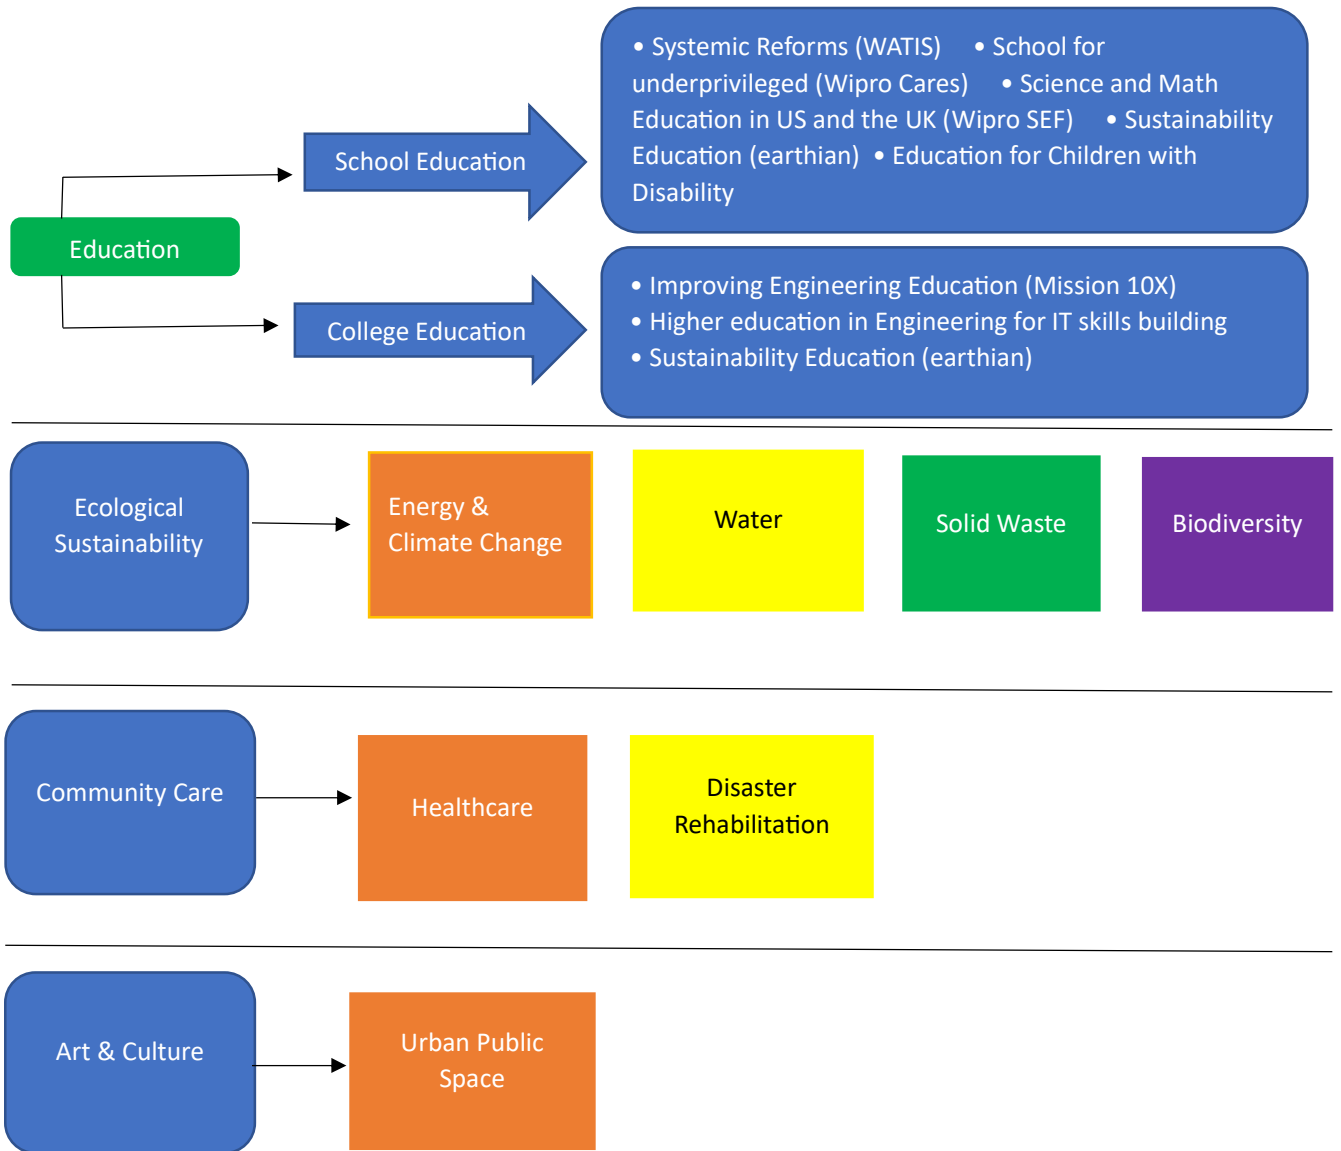 • Systemic Reforms (WATIS) • School for
underprivileged (Wipro Cares) • Science and Math
Education in US and the UK (Wipro SEF) • Sustainability
Education (earthian) • Education for Children with
Disability
School Education
Education
College Education
• Improving Engineering Education (Mission 10X)
• Higher education in Engineering for IT skills building
• Sustainability Education (earthian)
Ecological
Sustainability
Energy &
Climate Change
Water
Solid Waste
Biodiversity
Community Care
Healthcare
Disaster
Rehabilitation
Art & Culture
Urban Public
Space